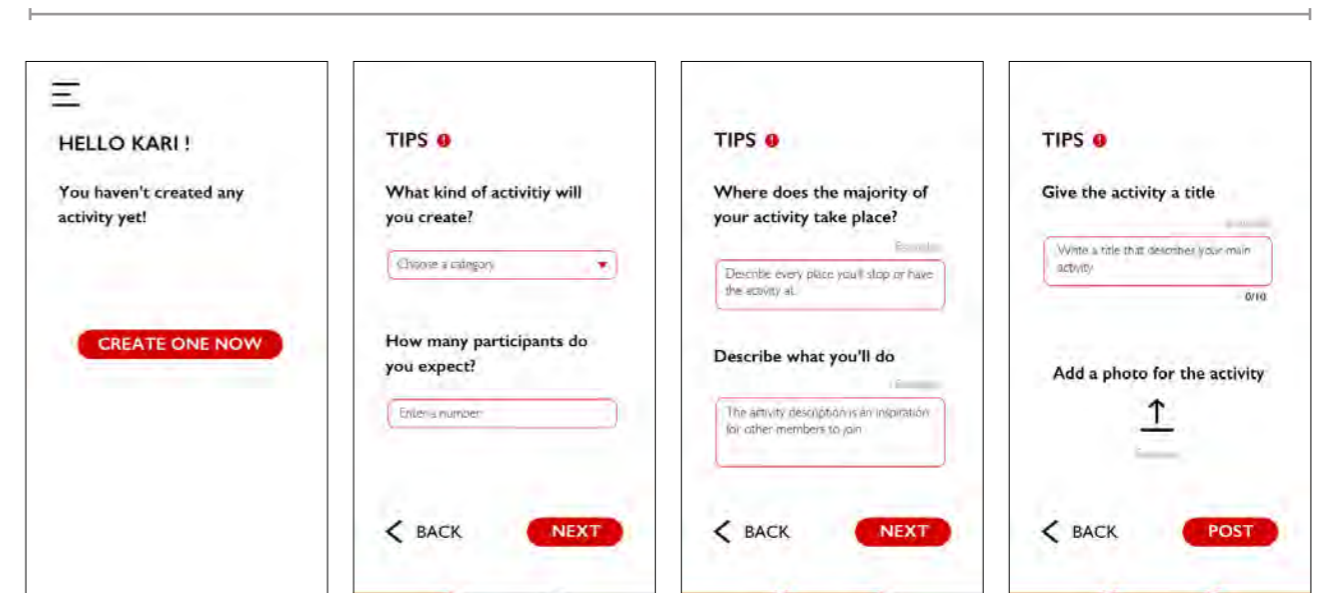 HELLO KARI !
You haven't created any
activity yet!
CREATE ONE NOW
TIPS
What kind of activitiy will
you create?
Choose a category
How many participants do
you expect?
Enter a number
BACK
NEXT
TIPS
Where does the majority of
your activity take place?
Describe every place you'll stop or have
the activity at.
Describe what you'll do
The activity description is an inspiration
for other members to join
BACK
NEXT
TIPS
Give the activity a title
Write a title that describes your main
activity
0/10
Add a photo for the activity
BACK
POST